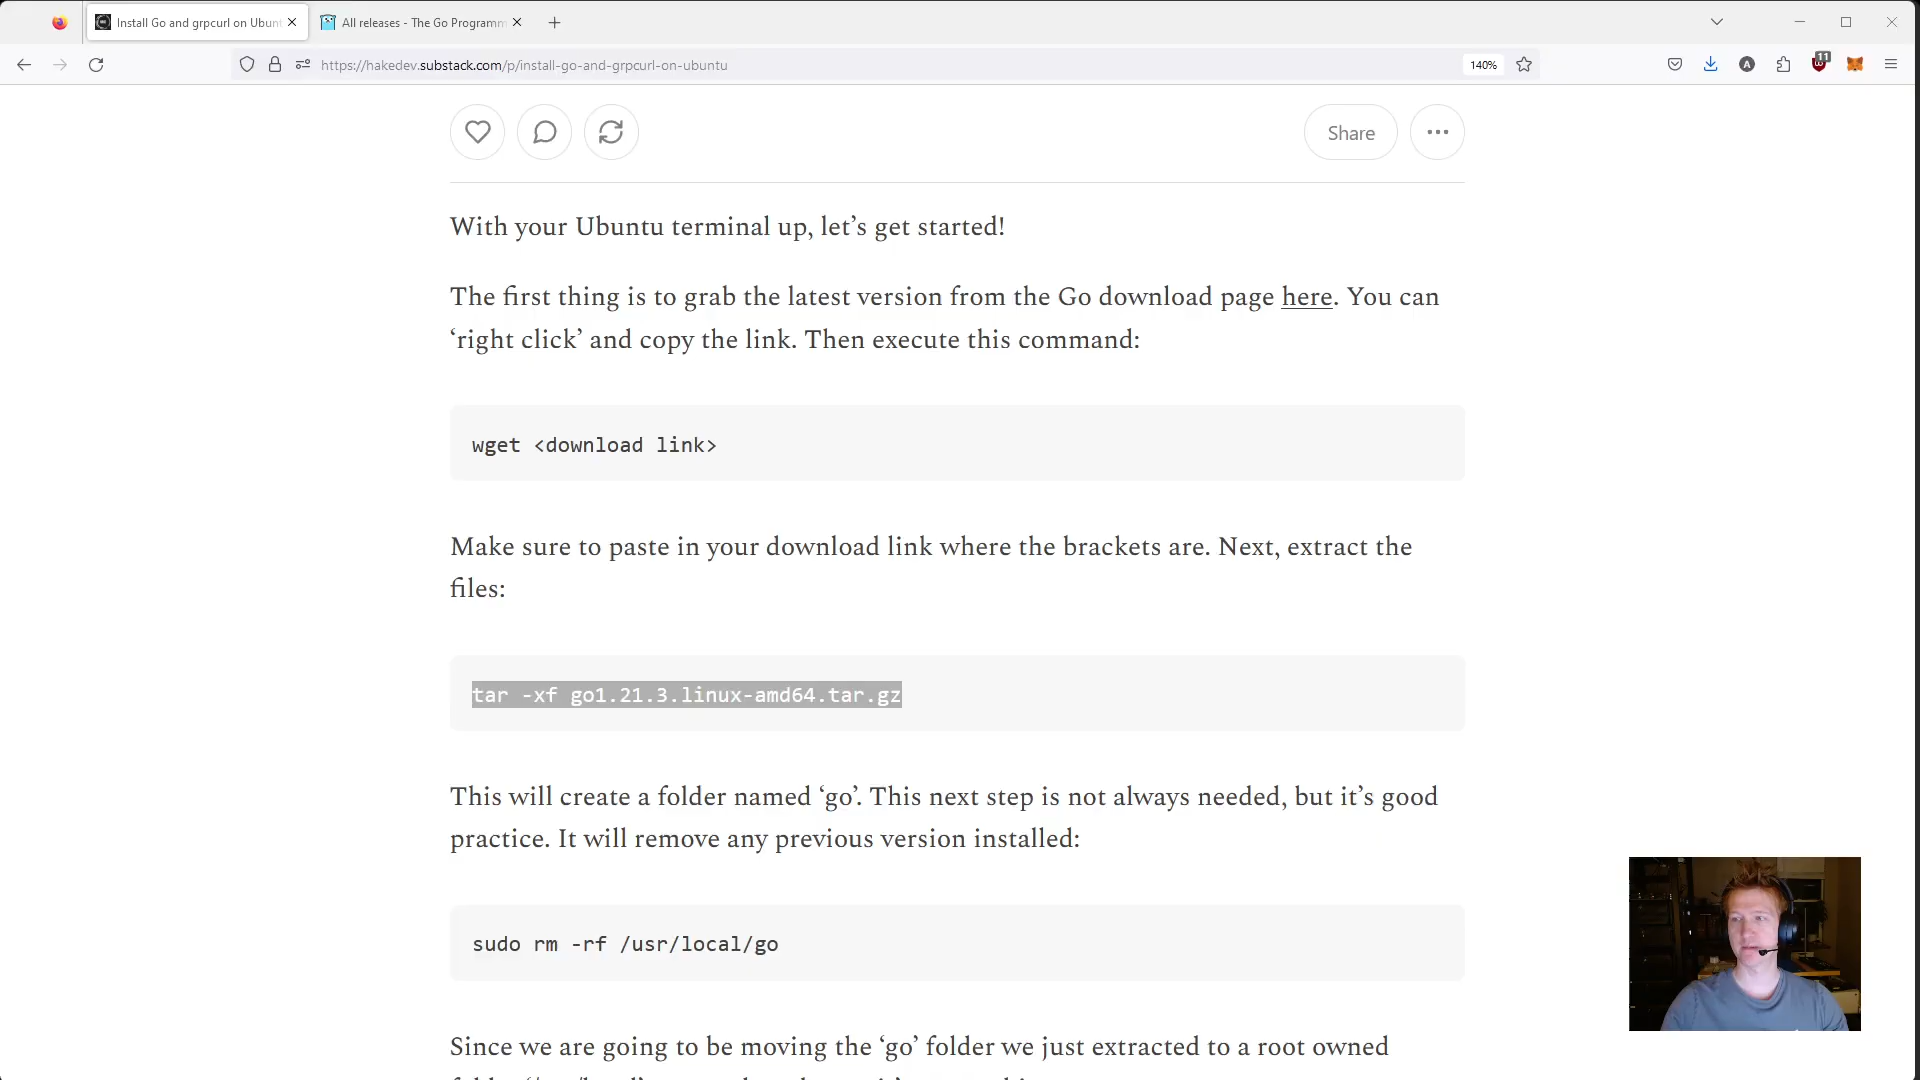 Install Go and grpcurl on Ubun
All releases - The Go Programm
https://hakedev.substack.com/p/install-go-and-grpcurl-on-ubuntu
140%
A
11
Share
With your Ubuntu terminal up, let’s get started!
The first thing is to grab the latest version from the Go download page here. You can
‘right click’ and copy the link. Then execute this command:
wget <download link>
Make sure to paste in your download link where the brackets are. Next, extract the
files:
tar -xf go1.21.3.linux-amd64.tar.gz
This will create a folder named ‘go’. This next step is not always needed, but it’s good
practice. It will remove any previous version installed:
sudo rm -rf /usr/local/go
Since we are going to be moving the ‘go’ folder we just extracted to a root owned